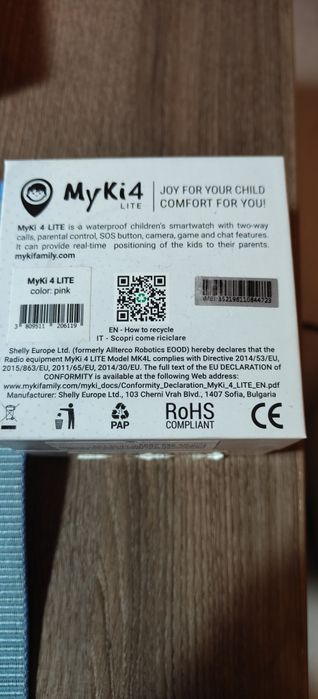 MyKi4
LITE
JOY FOR YOUR CHILD
COMFORT FOR YOU!
MyKi 4 LITE is a waterproof children's smartwatch with two-way
calls, parental control, SOS button, camera, game and chat features.
It can provide real-time positioning of the kids to their parents.
mykifamily.com
MyKi 4 LITE
color: pink
3 809511 206119
EN - How to recycle
IT - Scopri come riciclare
Shelly Europe Ltd. (formerly Allterco Robotics EOOD) hereby declares that the
Radio equipment MyKi 4 LITE Model MK4L complies with Directive 2014/53/EU,
2015/863/EU, 2011/65/EU, 2014/30/EU. The full text of the EU DECLARATION
OF CONFORMITY is available at the following Web address:
www.mykifamily.com/myki_docs/Conformity_Declaration_MyKi_4_LITE_EN.pdf
Manufacturer: Shelly Europe Ltd., 103 Cherni Vrah Blvd., 1407 Sofia, Bulgaria
PAP
RoHS
COMPLIANT
CE